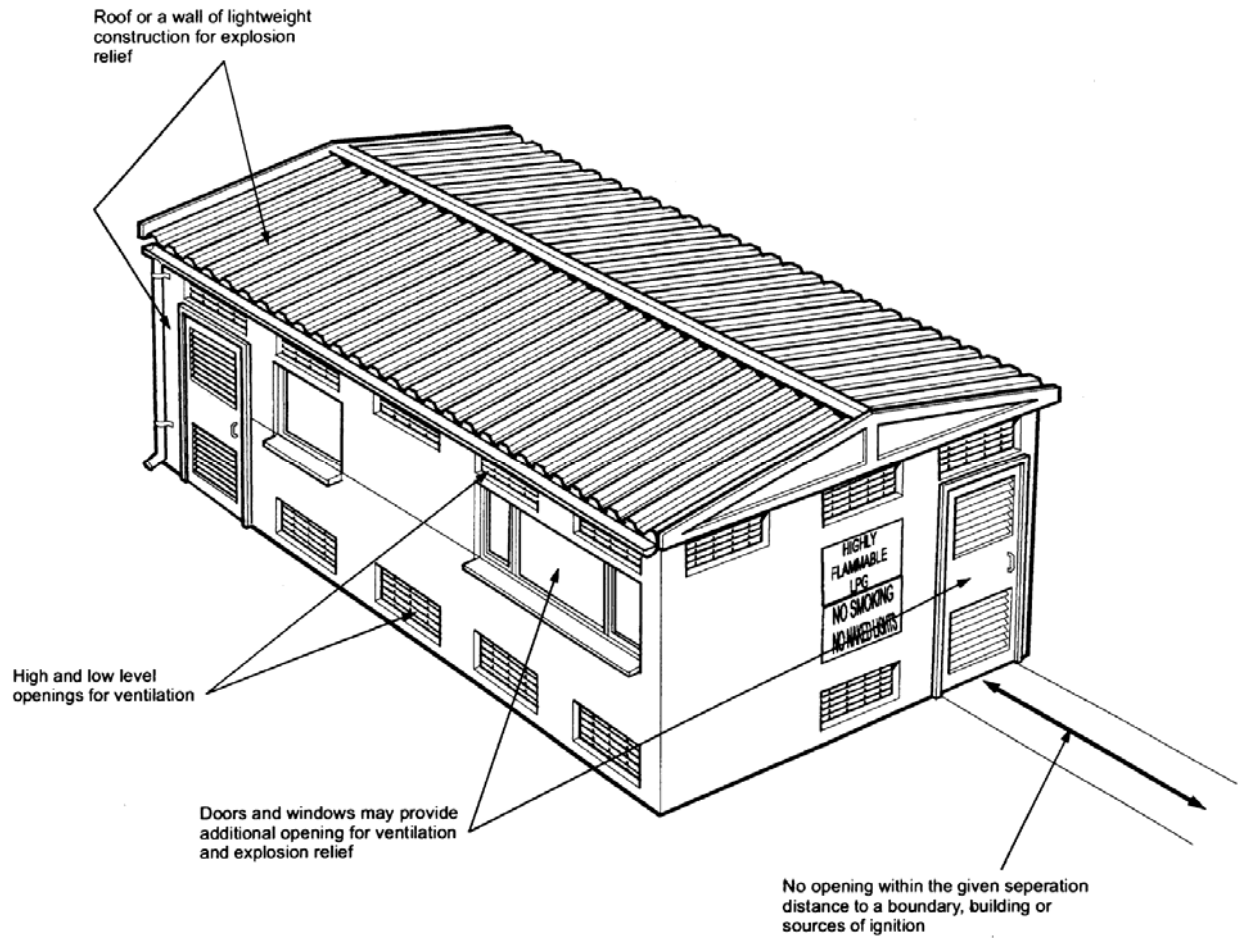 Roof or a wall of lightweight
construction for explosion
relief
HIGHLY
FLAMMABLE
LPG
NO SMOKING
NO NAKED LIGHTS
High and low level
openings for ventilation
Doors and windows may provide
additional opening for ventilation
and explosion relief
No opening within the given seperation
distance to a boundary, building or
sources of ignition